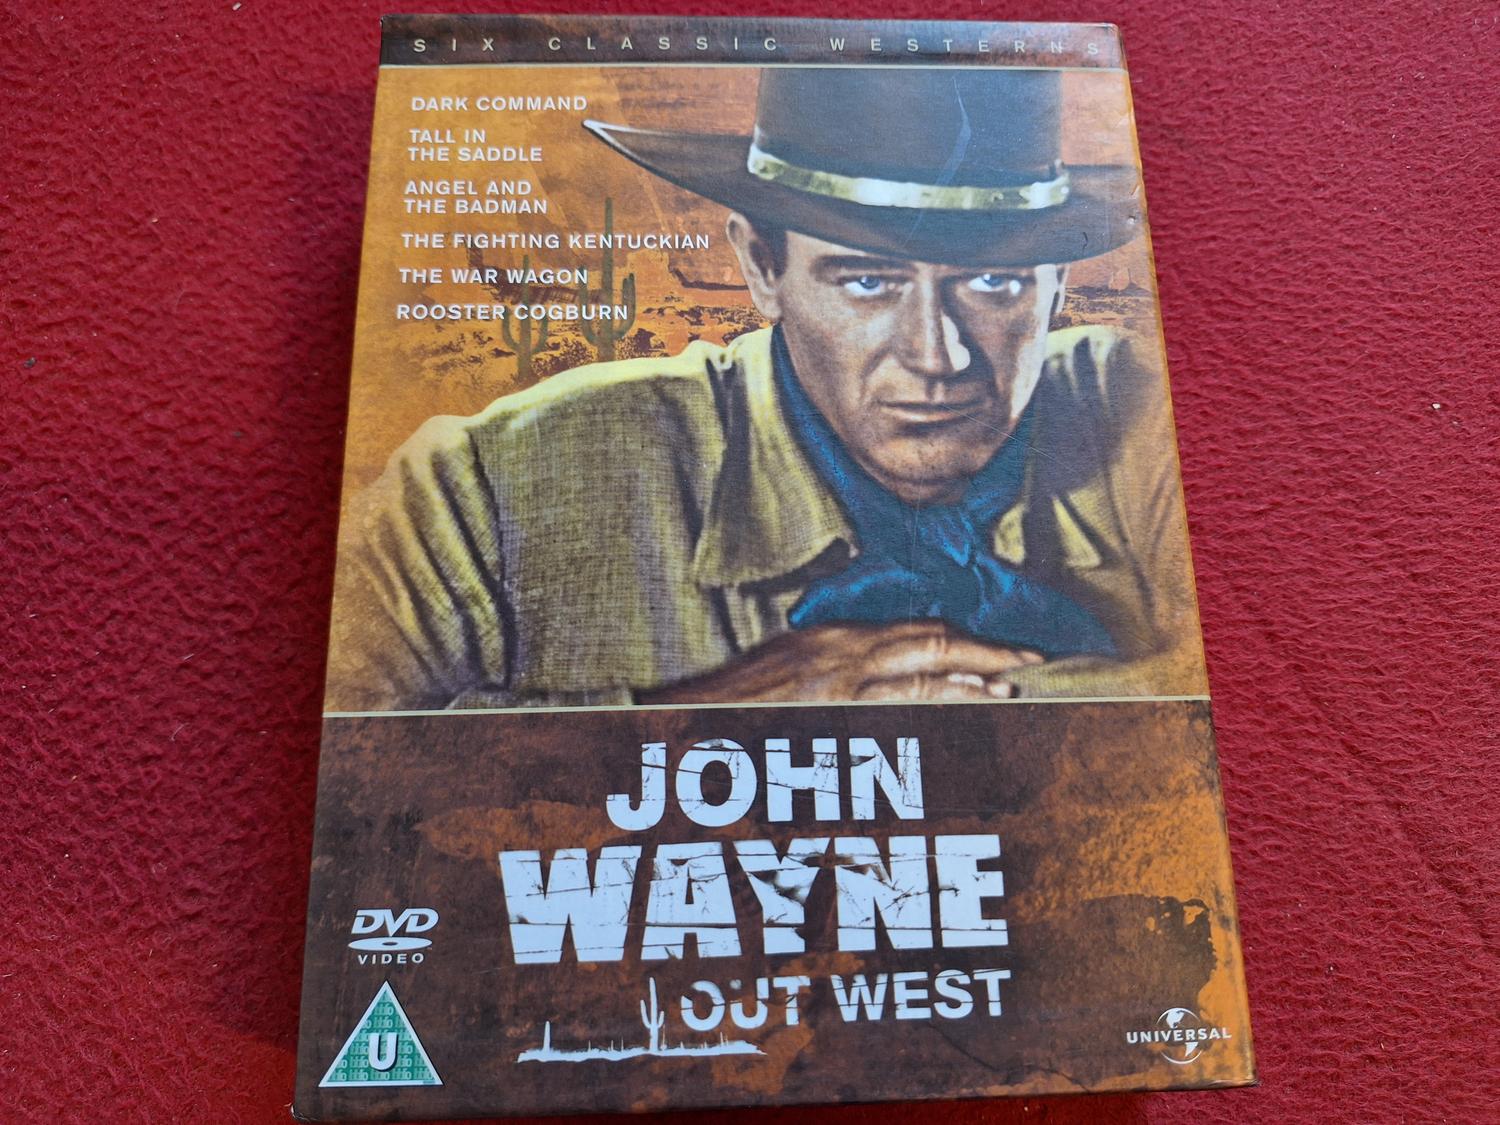 SIX CLASSIC WESTERNS
DARK COMMAND
TALL IN
THE SADDLE
ANGEL AND
THE BADMAN
THE FIGHTING KENTUCKIAN
THE WAR WAGON
ROOSTER COGBURN
JOHN
WAYNE
OUT WEST
DVD
VIDEO
U
UNIVERSAL